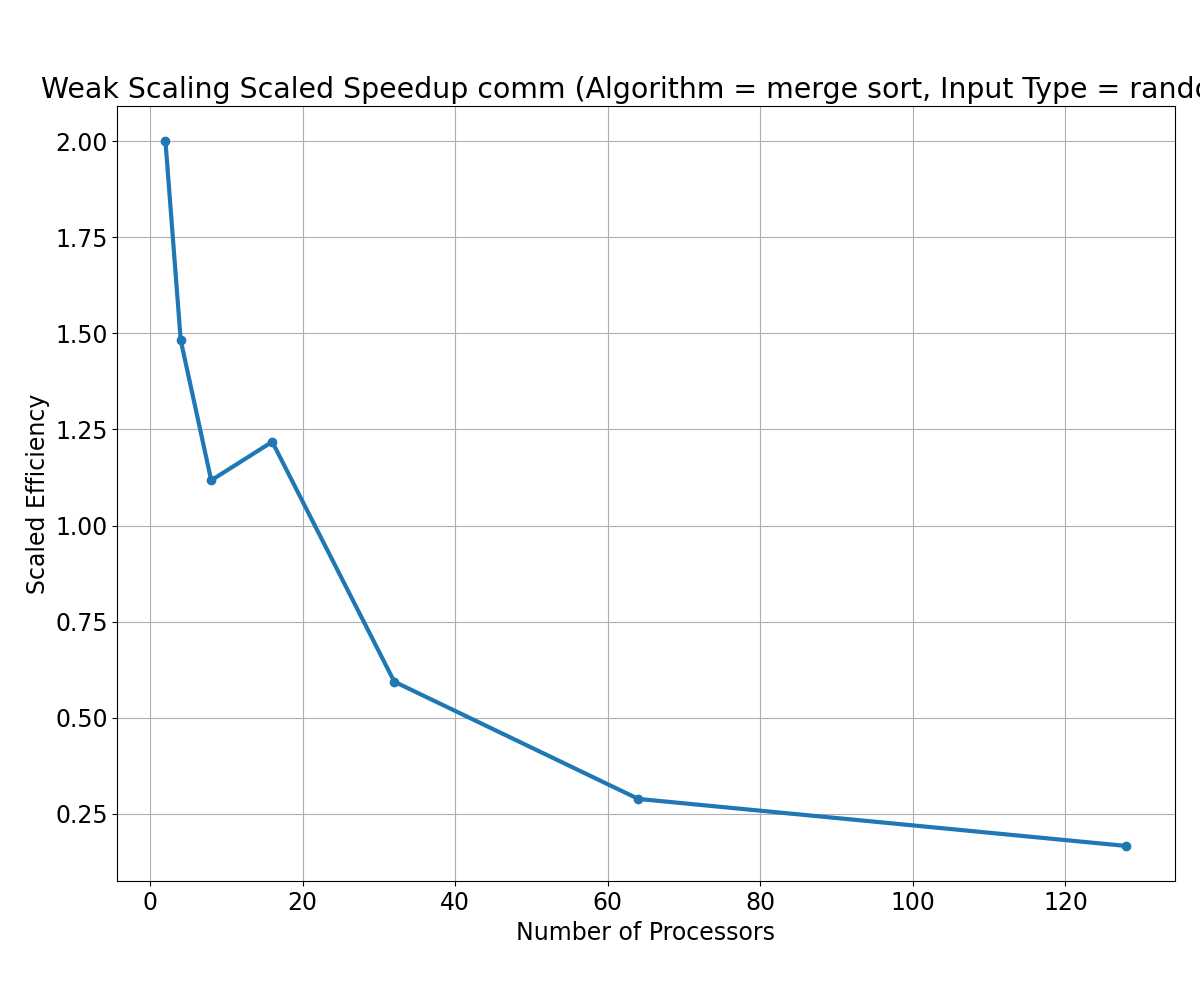 Weak Scaling Scaled Speedup comm (Algorithm = merge sort, Input Type =
2.00
1.75
1.50
1.25
1.00
0.75
0.50
0.25
Scaled Efficiency
0 20 40 60 80 100 120
Number of Processors